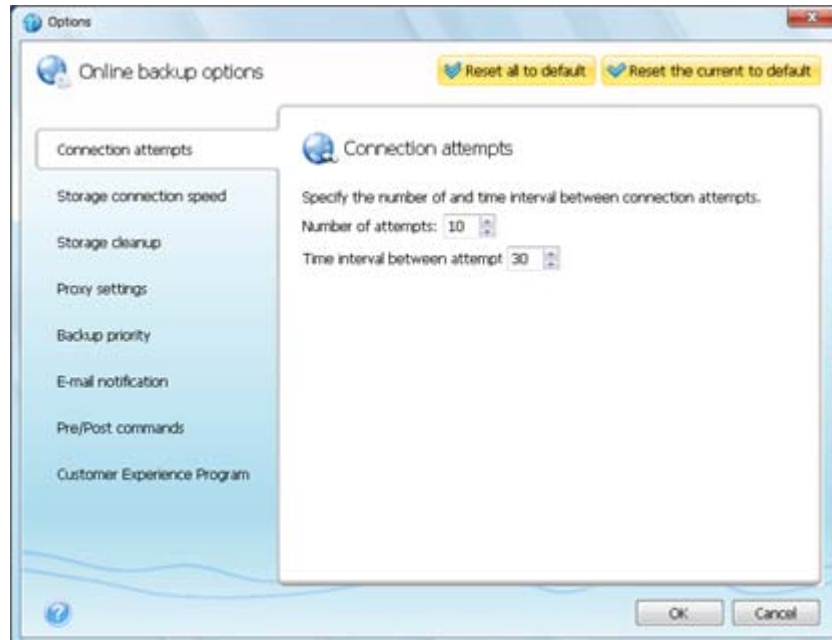 Options
Online backup options
Reset all to default
Reset the current to default
Connection attempts
Storage connection speed
Storage cleanup
Proxy settings
Backup priority
E-mail notification
Pre/Post commands
Customer Experience Program
Connection attempts
Specify the number of and time interval between connection attempts.
Number of attempts: 10
Time interval between attempt 30
OK
Cancel